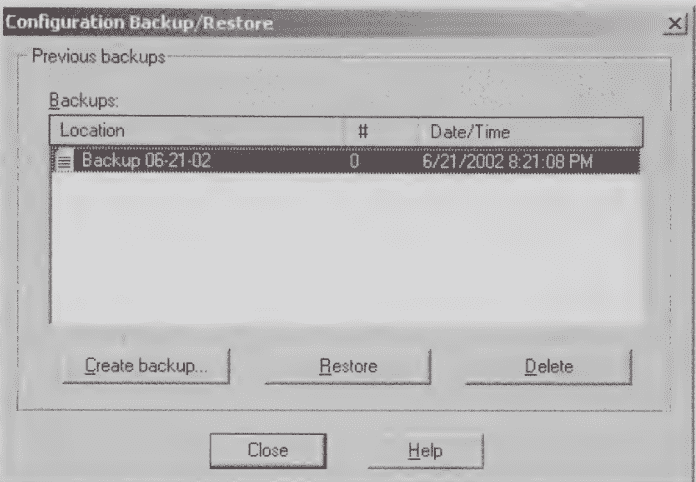 Configuration Backup/Restore
Previous backups
Backups:
Location # Date/Time
Backup 06-21-02 0 6/21/2002 8:21:08 PM
Create backup... Restore Delete
Close Help